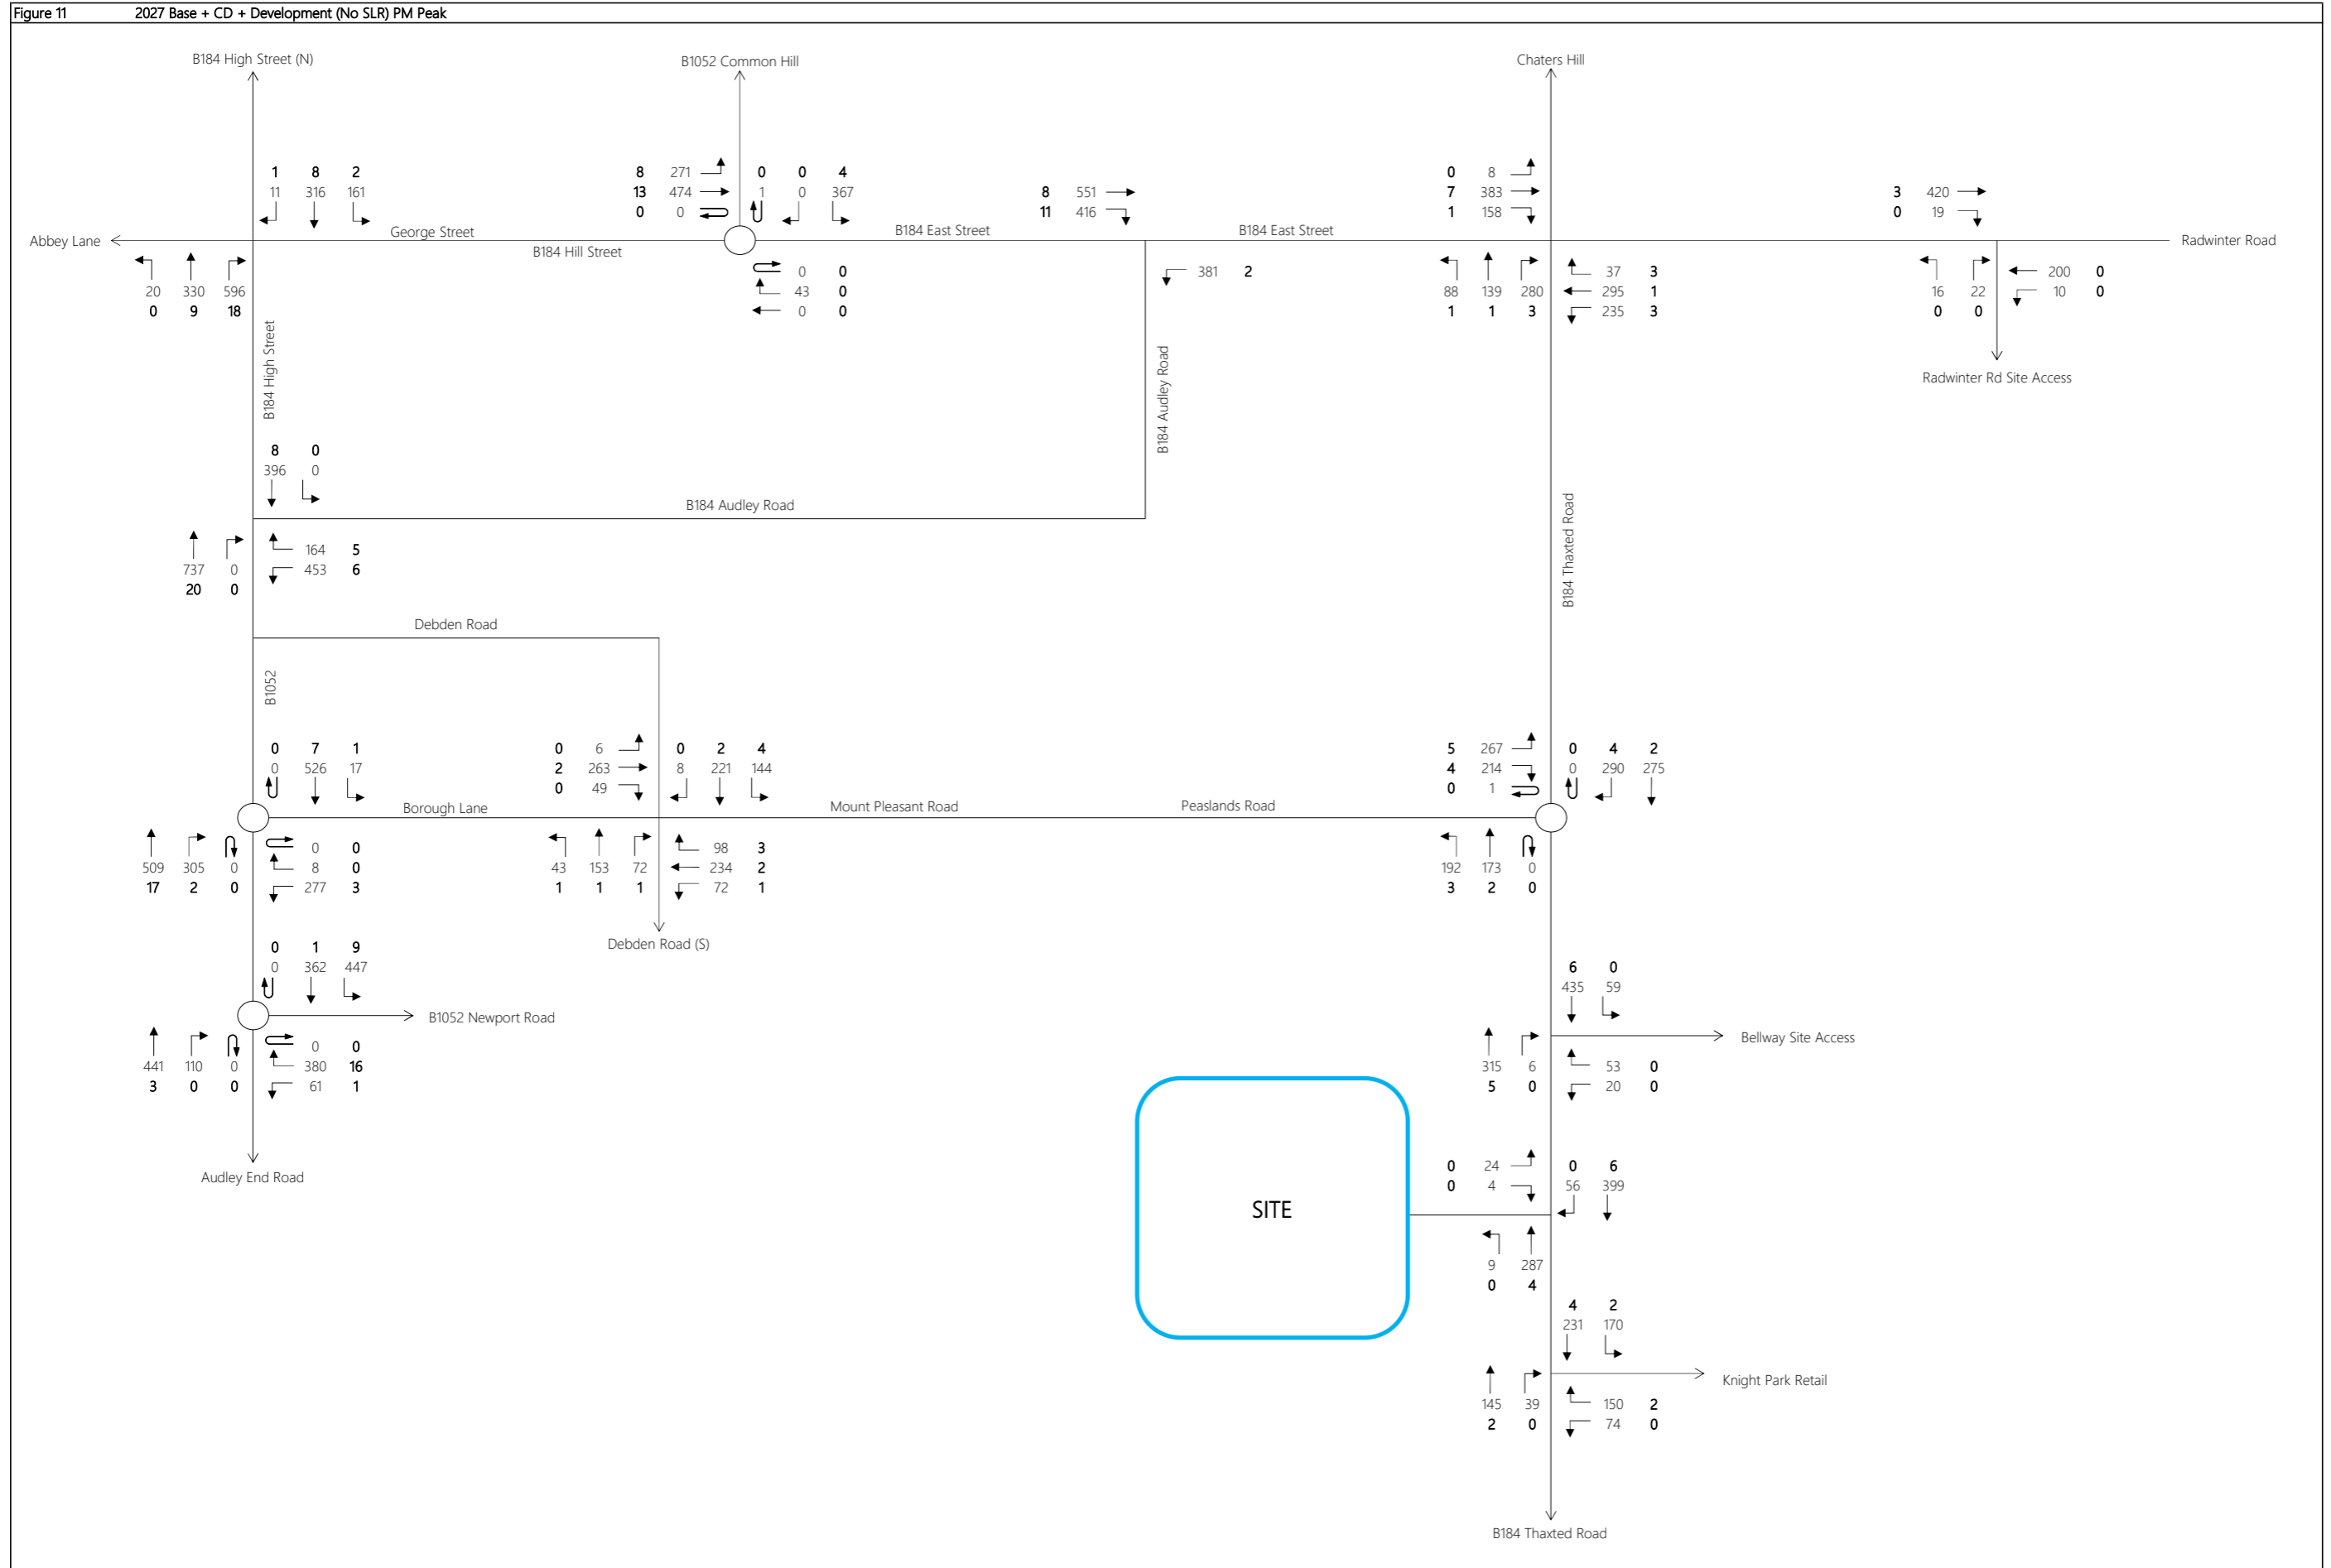 Figure 11 2027 Base + CD + Development (No SLR) PM Peak
B184 High Street (N)
B1052 Common Hill
Chaters Hill
1 8 2
11 316 161
8 271
13 474
0 0
0 0 4
1 0 367
8 551
11 416
0 8
7 383
1 158
3 420
0 19
Abbey Lane
George Street
B184 Hill Street
B184 East Street
B184 East Street
Radwinter Road
20 330 596
0 9 18
0 0
43 0
0 0
381 2
88 139 280
1 1 3
37 3
295 1
235 3
16 22
0 0
200 0
10 0
B184 High Street
B184 Audley Road
Radwinter Rd Site Access
8 0
396 0
B184 Audley Road
B184 Thaxted Road
737 0
20 0
164 5
453 6
Debden Road
B1052
0 7 1
0 526 17
0 6
2 263
0 49
0 2 4
8 221 144
5 267
4 214
0 1
0 4 2
0 290 275
Borough Lane
Mount Pleasant Road
Peaslands Road
509 305 0
17 2 0
0 0
8 0
277 3
43 153 72
1 1 1
98 3
234 2
72 1
192 173 0
3 2 0
Debden Road (S)
0 1 9
0 362 447
6 0
435 59
B1052 Newport Road
Bellway Site Access
441 110 0
3 0 0
0 0
380 16
61 1
315 6
5 0
53 0
20 0
Audley End Road
0 24
0 4
0 6
56 399
SITE
9 287
0 4
4 2
231 170
Knight Park Retail
145 39
2 0
150 2
74 0
B184 Thaxted Road